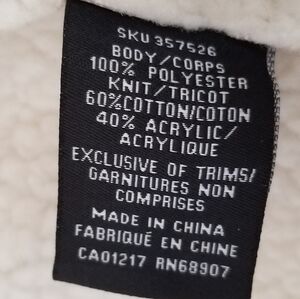 SKU 357526
BODY/CORPS
100% POLYESTER
KNIT/TRICOT
60%COTTON/COTON
40% ACRYLIC/
ACRYLIQUE
EXCLUSIVE OF TRIMS/
GARNITURES NON
COMPRISES
MADE IN CHINA
FABRIQUÉ EN CHINE
CA01217 RN68907